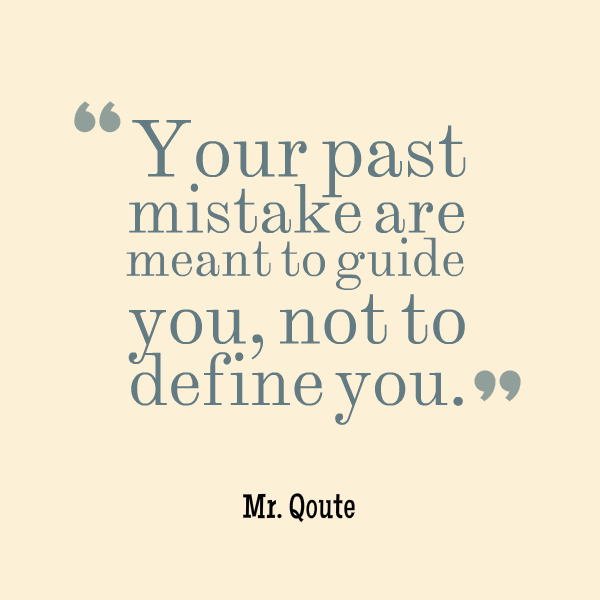 “Your past
mistake are
meant to guide
you, not to
define you.”
Mr. Qoute